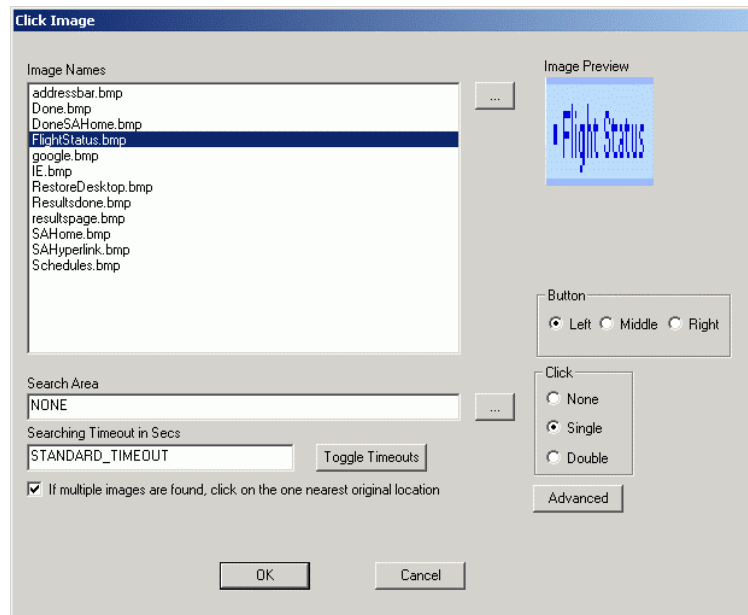 Click Image
Image Names
addressbar.bmp
Done.bmp
DoneSAHome.bmp
FlightStatus.bmp
google.bmp
IE.bmp
RestoreDesktop.bmp
Resultsdone.bmp
resultspage.bmp
SAHome.bmp
SAHyperlink.bmp
Schedules.bmp
...
Image Preview
Flight Status
Button
Left Middle Right
Search Area
NONE
...
Searching Timeout in Secs
STANDARD_TIMEOUT
Toggle Timeouts
If multiple images are found, click on the one nearest original location
Click
None
Single
Double
Advanced
OK
Cancel